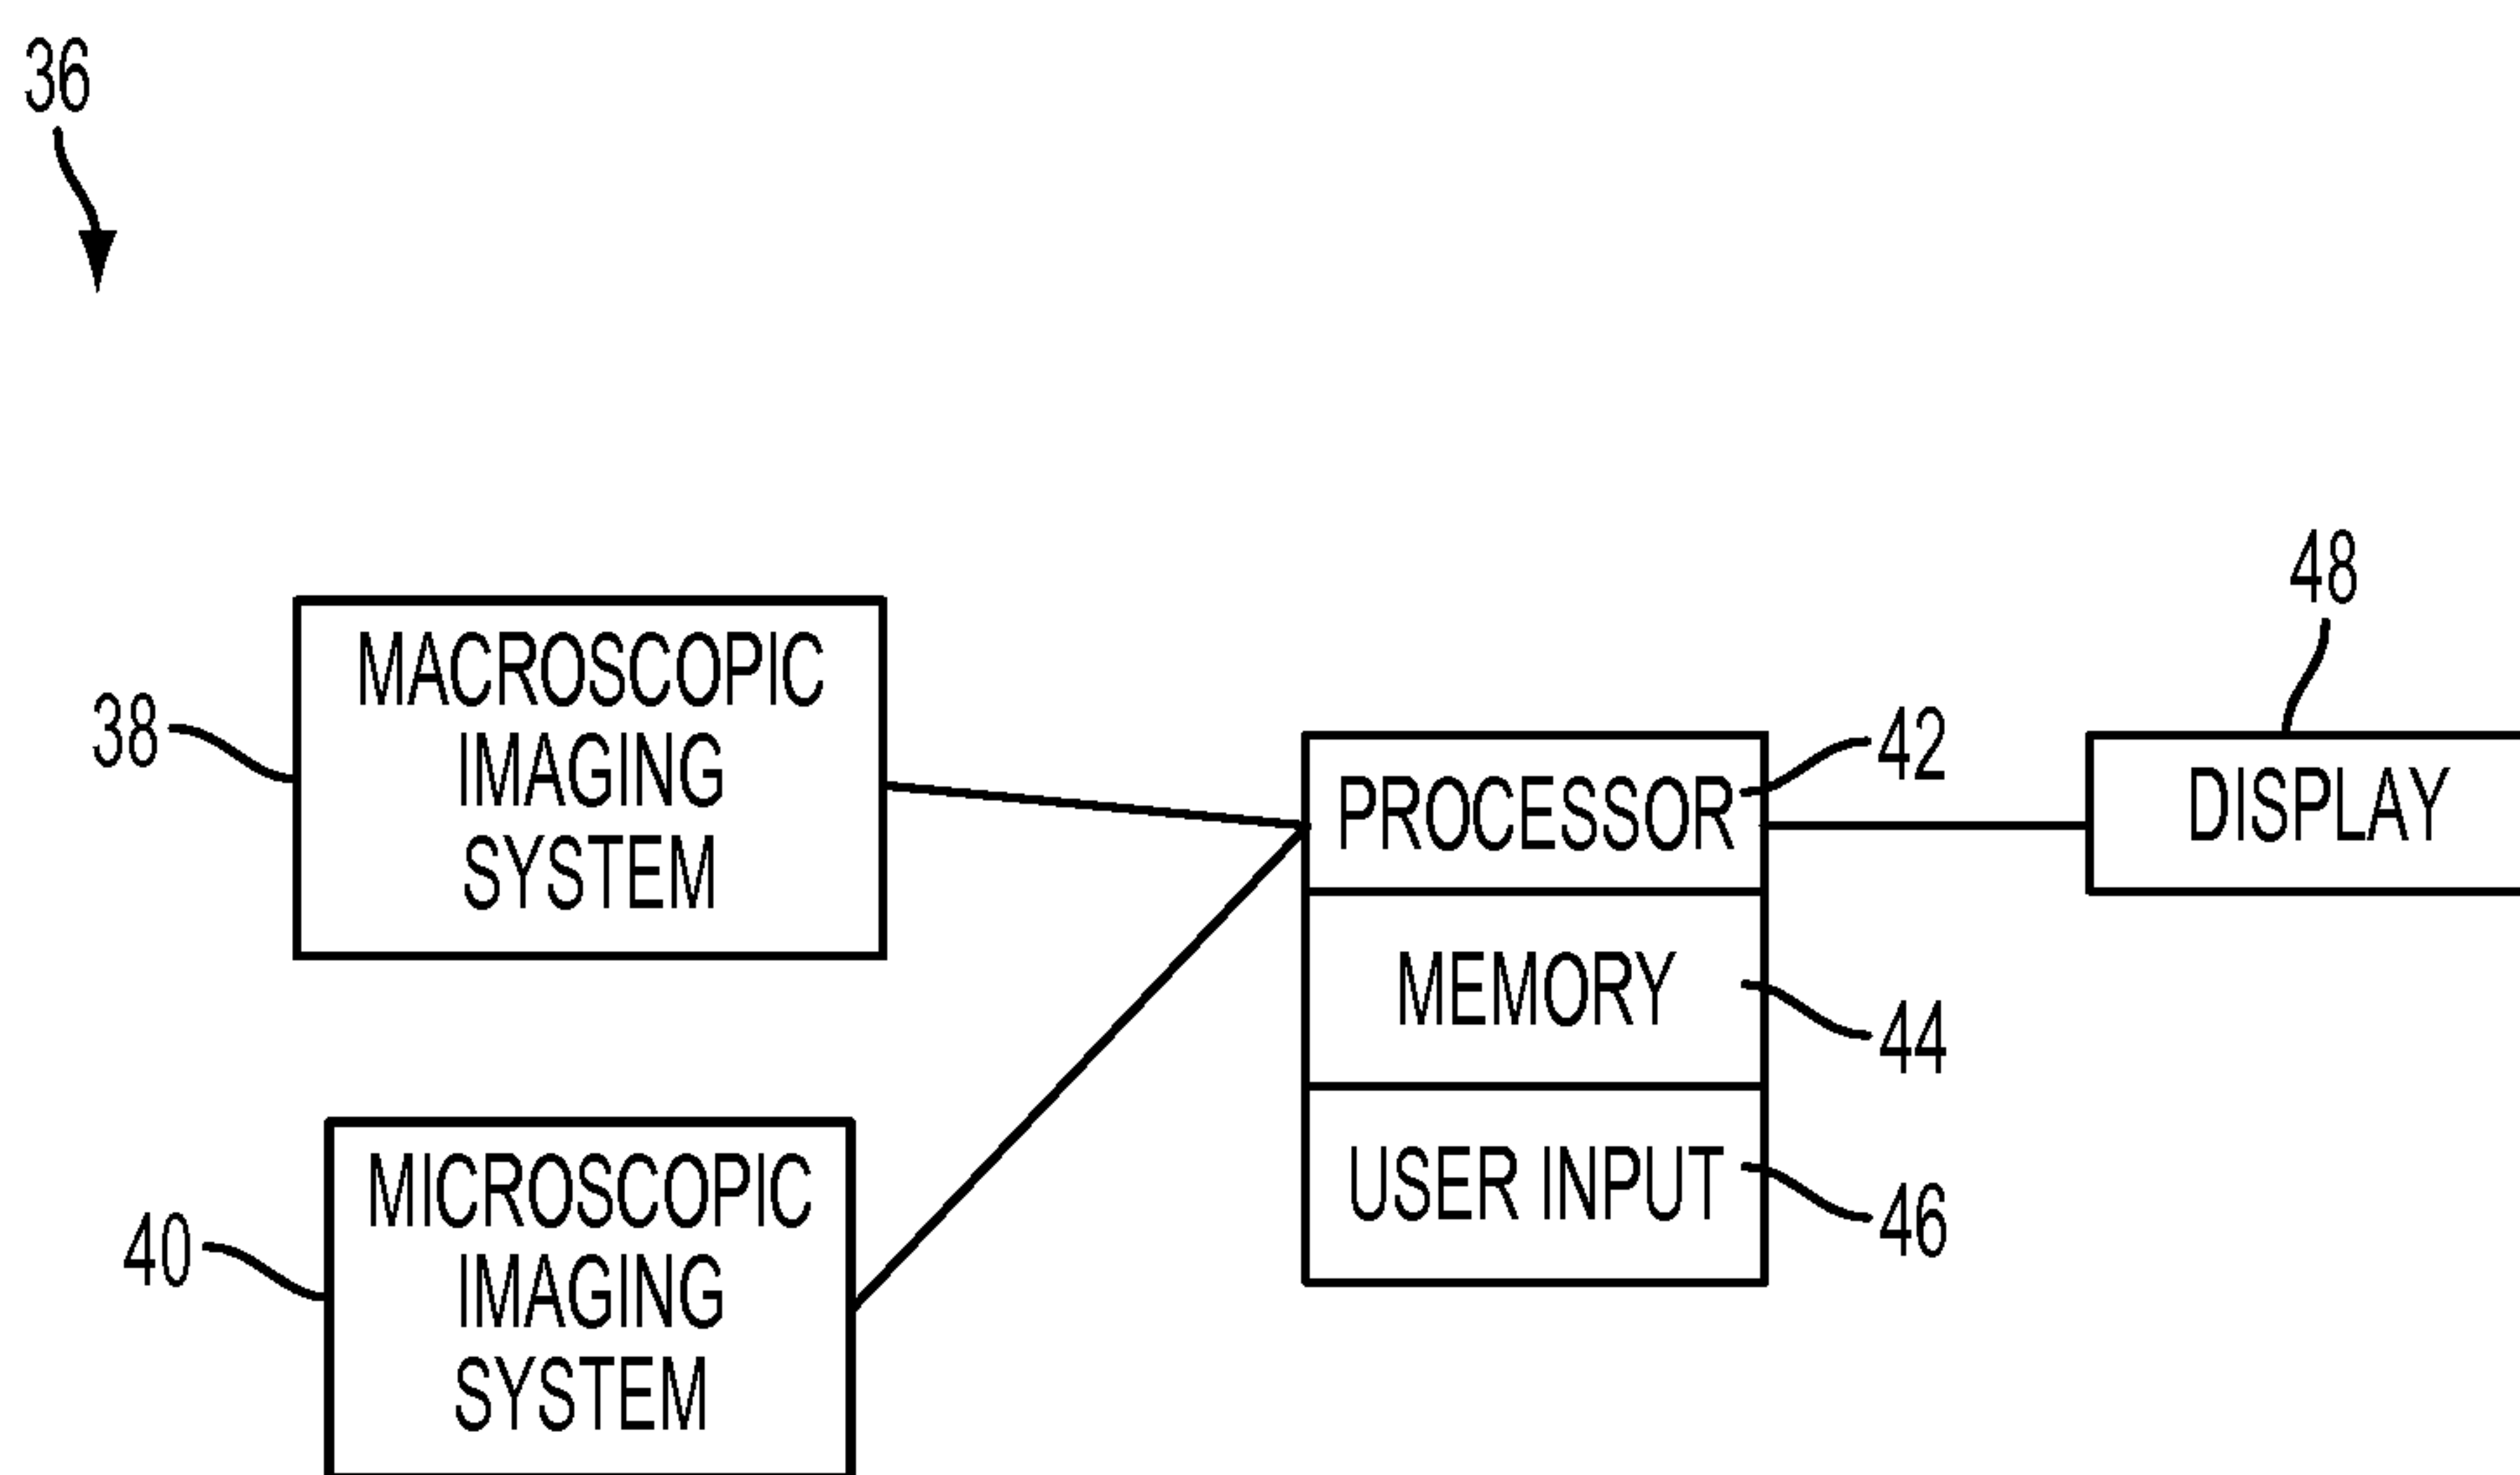 36
38
MACROSCOPIC
IMAGING
SYSTEM
40
MICROSCOPIC
IMAGING
SYSTEM
PROCESSOR
42
MEMORY
44
USER INPUT
46
48
DISPLAY